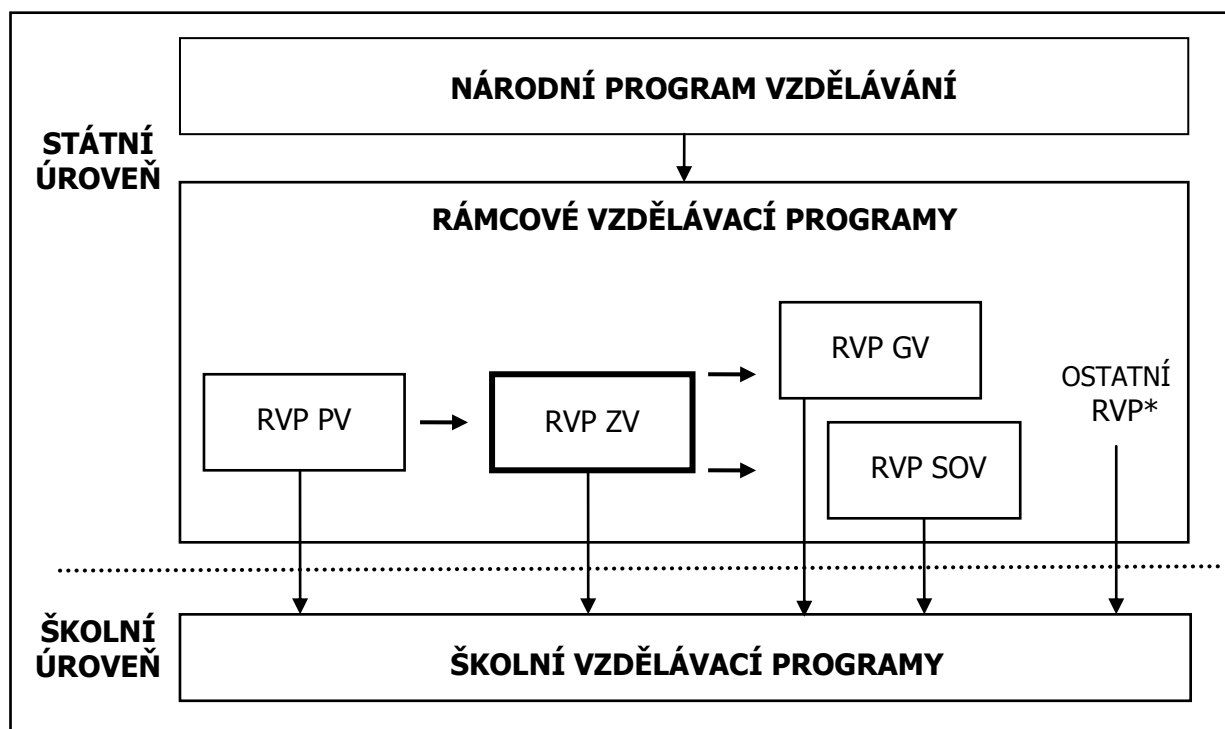 NÁRODNÍ PROGRAM VZDĚLÁVÁNÍ
STÁTNÍ
ÚROVEŇ
RÁMCOVÉ VZDĚLÁVACÍ PROGRAMY
RVP PV
RVP ZV
RVP GV
RVP SOV
OSTATNÍ
RVP*
ŠKOLNÍ
ÚROVEŇ
ŠKOLNÍ VZDĚLÁVACÍ PROGRAMY